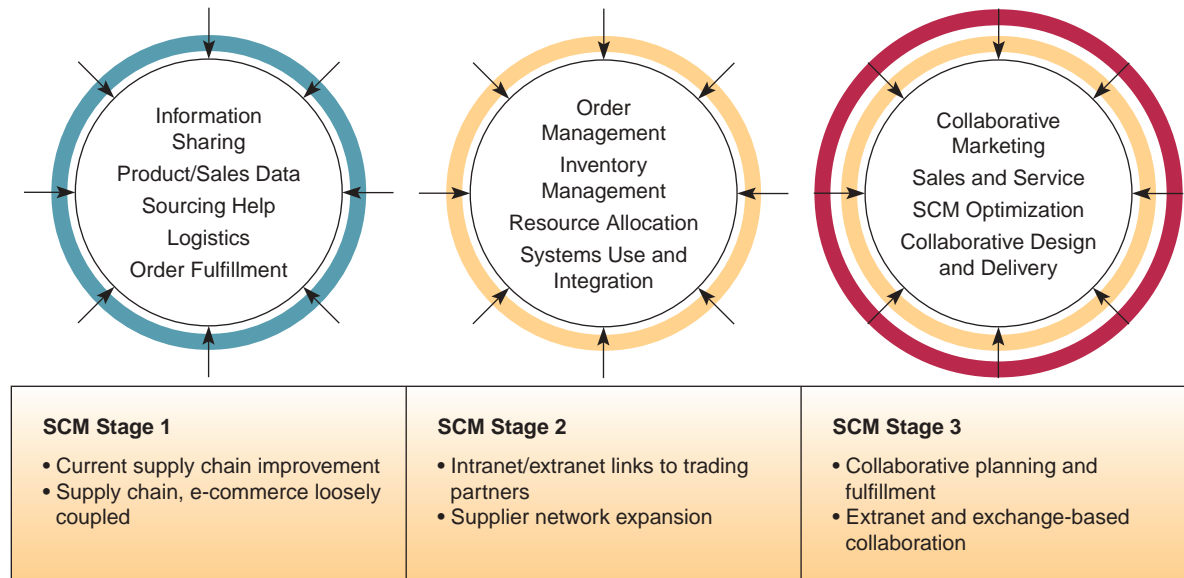 Information
Sharing
Product/Sales Data
Sourcing Help
Logistics
Order Fulfillment
Order
Management
Inventory
Management
Resource Allocation
Systems Use and
Integration
Collaborative
Marketing
Sales and Service
SCM Optimization
Collaborative Design
and Delivery
SCM Stage 1
• Current supply chain improvement
• Supply chain, e-commerce loosely
coupled
SCM Stage 2
• Intranet/extranet links to trading
partners
• Supplier network expansion
SCM Stage 3
• Collaborative planning and
fulfillment
• Extranet and exchange-based
collaboration